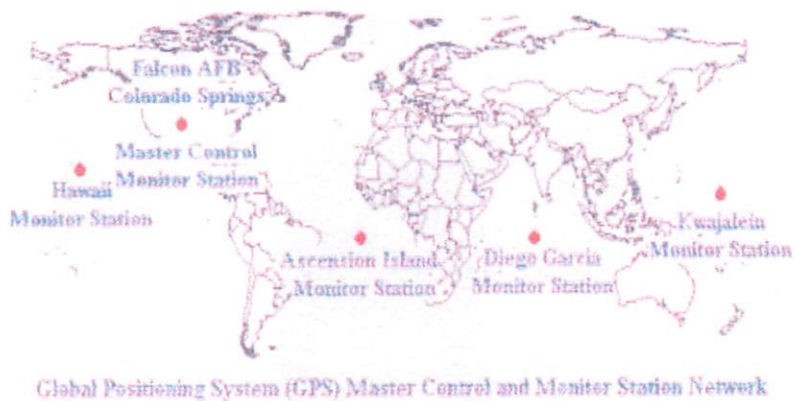 Falcon AFB
Colorado Springs
Master Control
Monitor Station
Hawaii
Monitor Station
Ascension Island
Monitor Station
Diego Garcia
Monitor Station
Kwajalein
Monitor Station
Global Positioning System (GPS) Master Control and Monitor Station Network